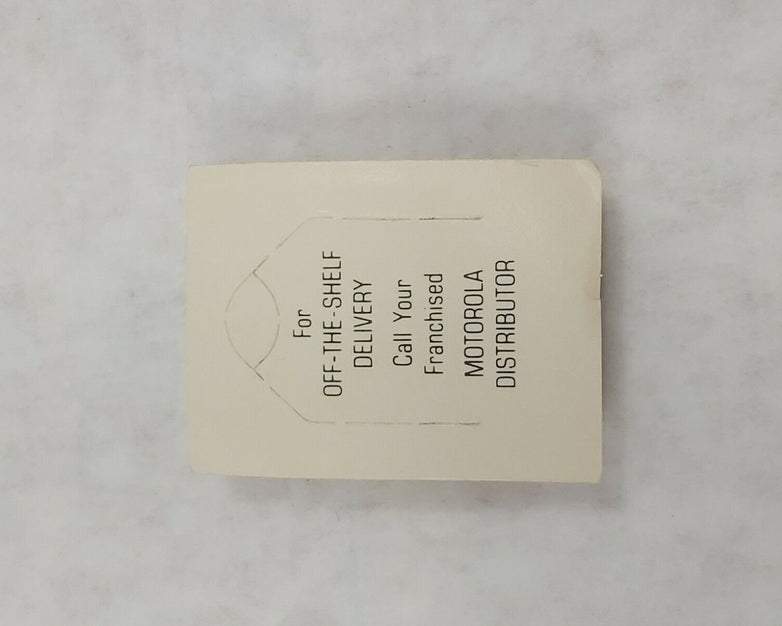 For
OFF-THE-SHELF
DELIVERY
Call Your
Franchised
MOTOROLA
DISTRIBUTOR